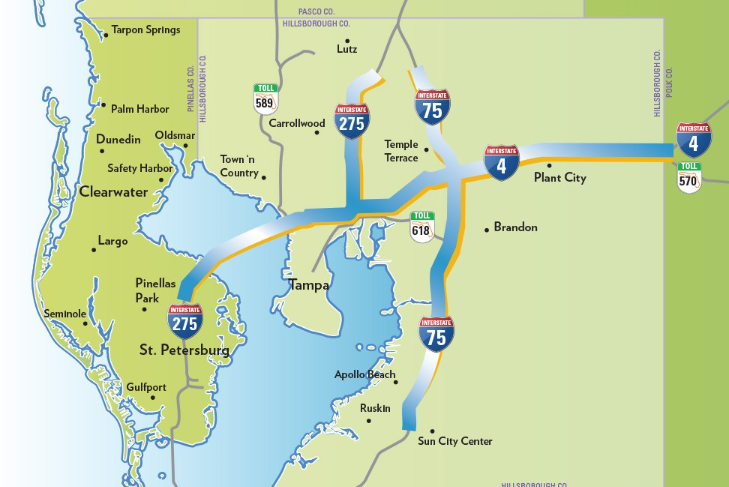 PASCO CO.
HILLSBOROUGH CO.
Tarpon Springs
Lutz
PINELLAS CO.
HILLSBOROUGH CO.
HILLSBOROUGH CO.
POLK CO.
TOLL
589
INTERSTATE
275
INTERSTATE
75
Palm Harbor
Carrollwood
Dunedin
Oldsmar
Temple
Terrace
INTERSTATE
4
INTERSTATE
4
TOLL
570
Safety Harbor
Town 'n
Country
Plant City
Clearwater
TOLL
618
Brandon
Largo
Pinellas
Park
Tampa
Seminole
INTERSTATE
275
INTERSTATE
75
St. Petersburg
Apollo Beach
Gulfport
Ruskin
Sun City Center
HILLSBOROUGH CO.